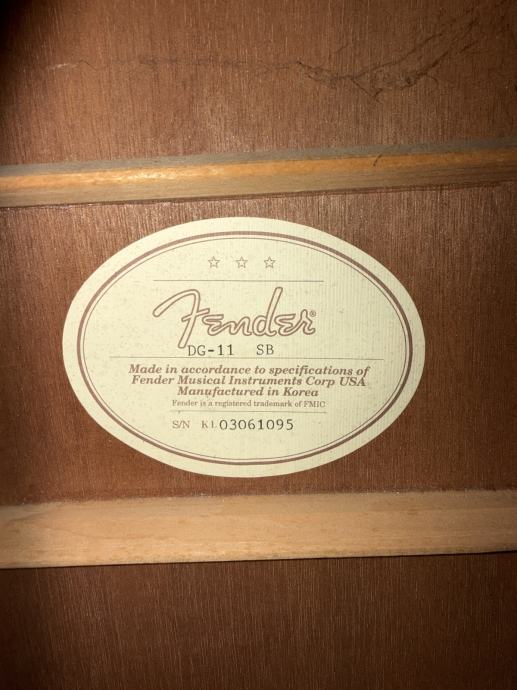 ☆ ☆ ☆
Fender®
DG-11 SB
Made in accordance to specifications of
Fender Musical Instruments Corp USA
Manufactured in Korea
Fender is a registered trademark of FMIC
S/N KL03061095